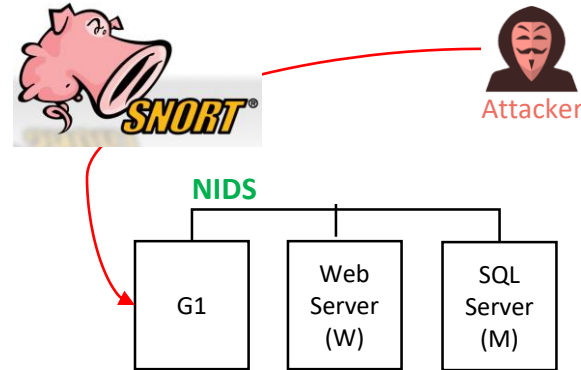 SNORT®
Attacker
NIDS
G1
Web
Server
(W)
SQL
Server
(M)